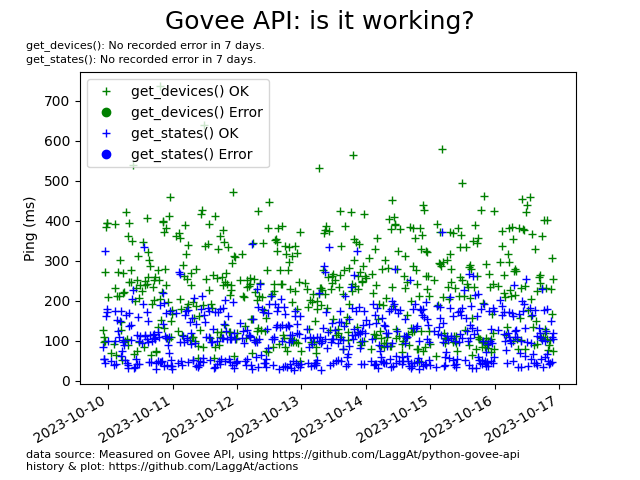 Govee API: is it working?
get_devices(): No recorded error in 7 days.
get_states(): No recorded error in 7 days.
get_devices() OK
get_devices() Error
get_states() OK
get_states() Error
Ping (ms)
700
600
500
400
300
200
100
0
2023-10-10
2023-10-11
2023-10-12
2023-10-13
2023-10-14
2023-10-15
2023-10-16
2023-10-17
data source: Measured on Govee API, using https://github.com/LaggAt/python-govee-api
history & plot: https://github.com/LaggAt/actions